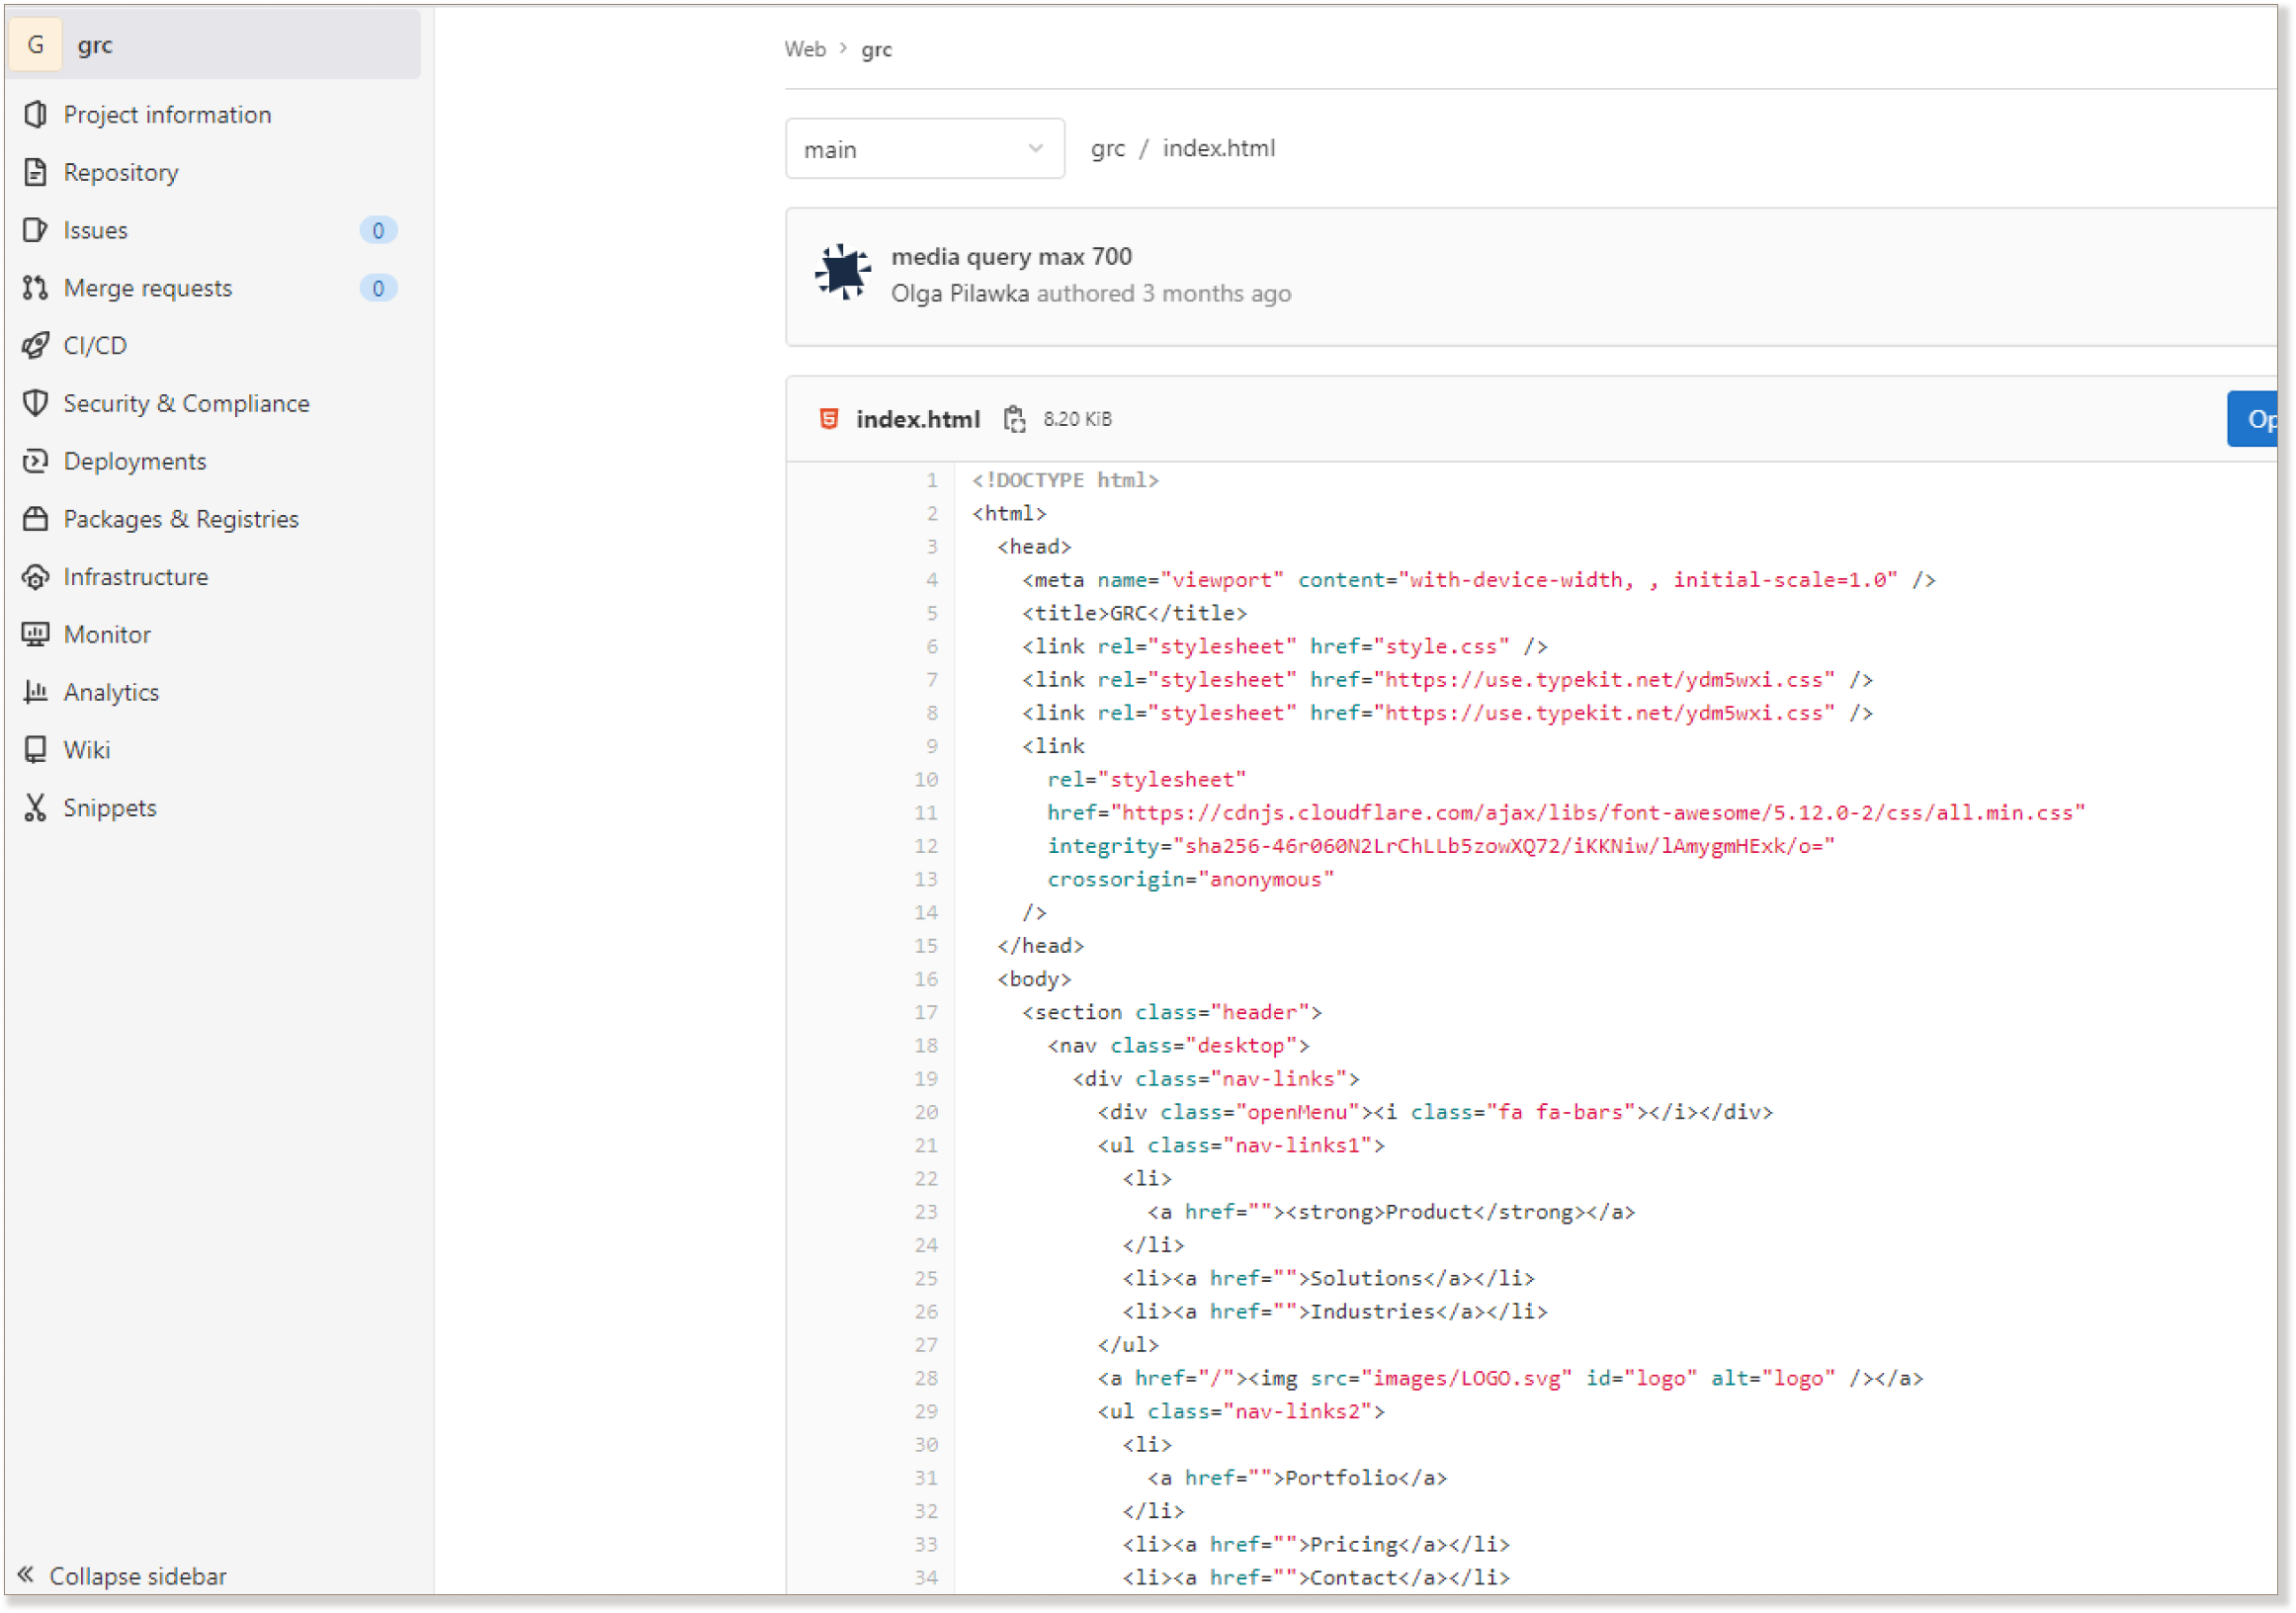 G grc
Project information
Repository
Issues 0
Merge requests 0
CI/CD
Security & Compliance
Deployments
Packages & Registries
Infrastructure
Monitor
Analytics
Wiki
Snippets
Collapse sidebar
Web > grc
main grc / index.html
media query max 700
Olga Pilawka authored 3 months ago
index.html 8.20 KiB Op
1 <!DOCTYPE html>
2 <html>
3 <head>
4 <meta name="viewport" content="with-device-width, , initial-scale=1.0" />
5 <title>GRC</title>
6 <link rel="stylesheet" href="style.css" />
7 <link rel="stylesheet" href="https://use.typekit.net/ydm5wxi.css" />
8 <link rel="stylesheet" href="https://use.typekit.net/ydm5wxi.css" />
9 <link
10 rel="stylesheet"
11 href="https://cdnjs.cloudflare.com/ajax/libs/font-awesome/5.12.0-2/css/all.min.css"
12 integrity="sha256-46r060N2LrChLLb5zowXQ72/iKKNiw/lAmygmHExk/o="
13 crossorigin="anonymous"
14 />
15 </head>
16 <body>
17 <section class="header">
18 <nav class="desktop">
19 <div class="nav-links">
20 <div class="openMenu"><i class="fa fa-bars"></i></div>
21 <ul class="nav-links1">
22 <li>
23 <a href=""><strong>Product</strong></a>
24 </li>
25 <li><a href="">Solutions</a></li>
26 <li><a href="">Industries</a></li>
27 </ul>
28 <a href="/"><img src="images/LOGO.svg" id="logo" alt="logo" /></a>
29 <ul class="nav-links2">
30 <li>
31 <a href="">Portfolio</a>
32 </li>
33 <li><a href="">Pricing</a></li>
34 <li><a href="">Contact</a></li>